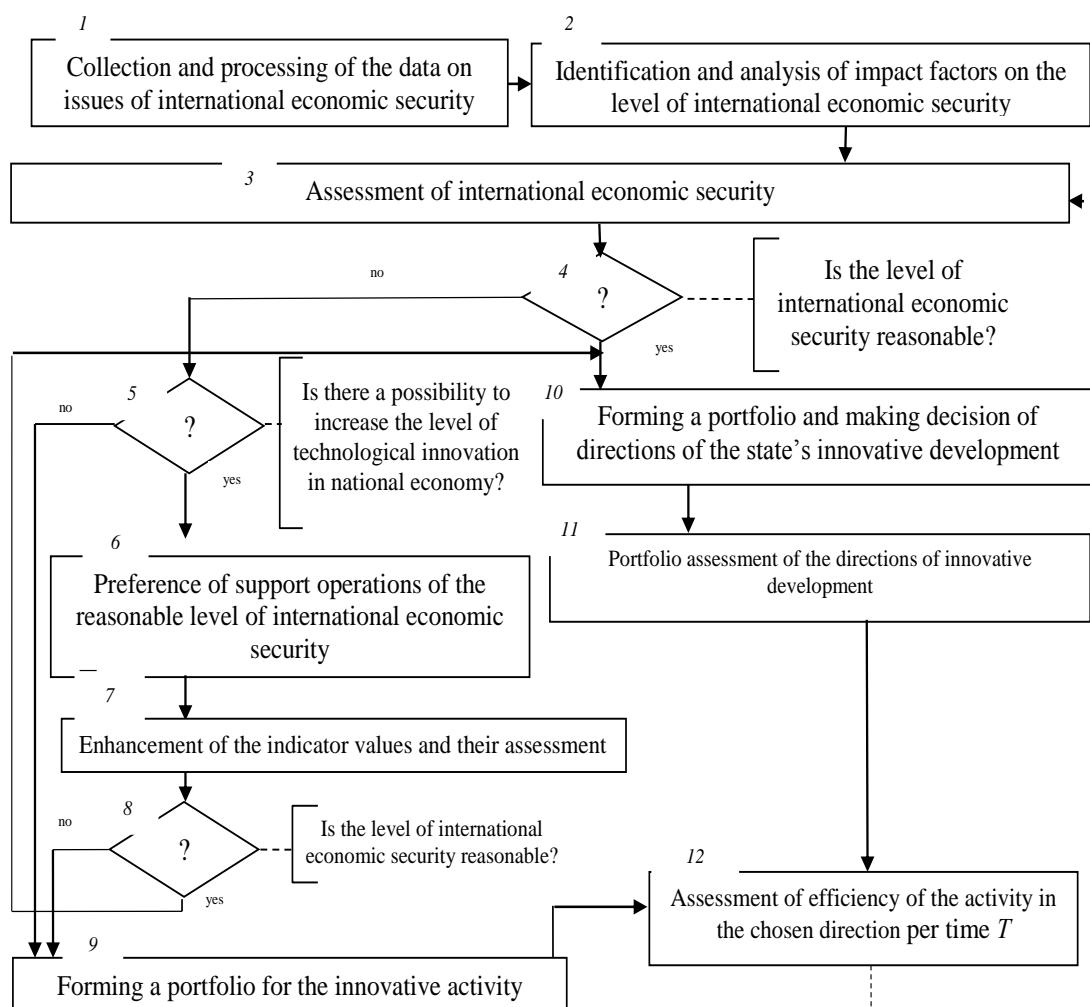 1
Collection and processing of the data on
issues of international economic security
2
Identification and analysis of impact factors on the
level of international economic security
3
Assessment of international economic security
4
?
no
yes
Is the level of
international economic
security reasonable?
5
?
no
yes
Is there a possibility to
increase the level of
technological innovation
in national economy?
10
Forming a portfolio and making decision of
directions of the state's innovative development
11
Portfolio assessment of the directions of innovative
development
6
Preference of support operations of the
reasonable level of international economic
security
7
Enhancement of the indicator values and their assessment
8
?
no
yes
Is the level of international
economic security reasonable?
12
Assessment of efficiency of the activity in
the chosen direction per time T
9
Forming a portfolio for the innovative activity